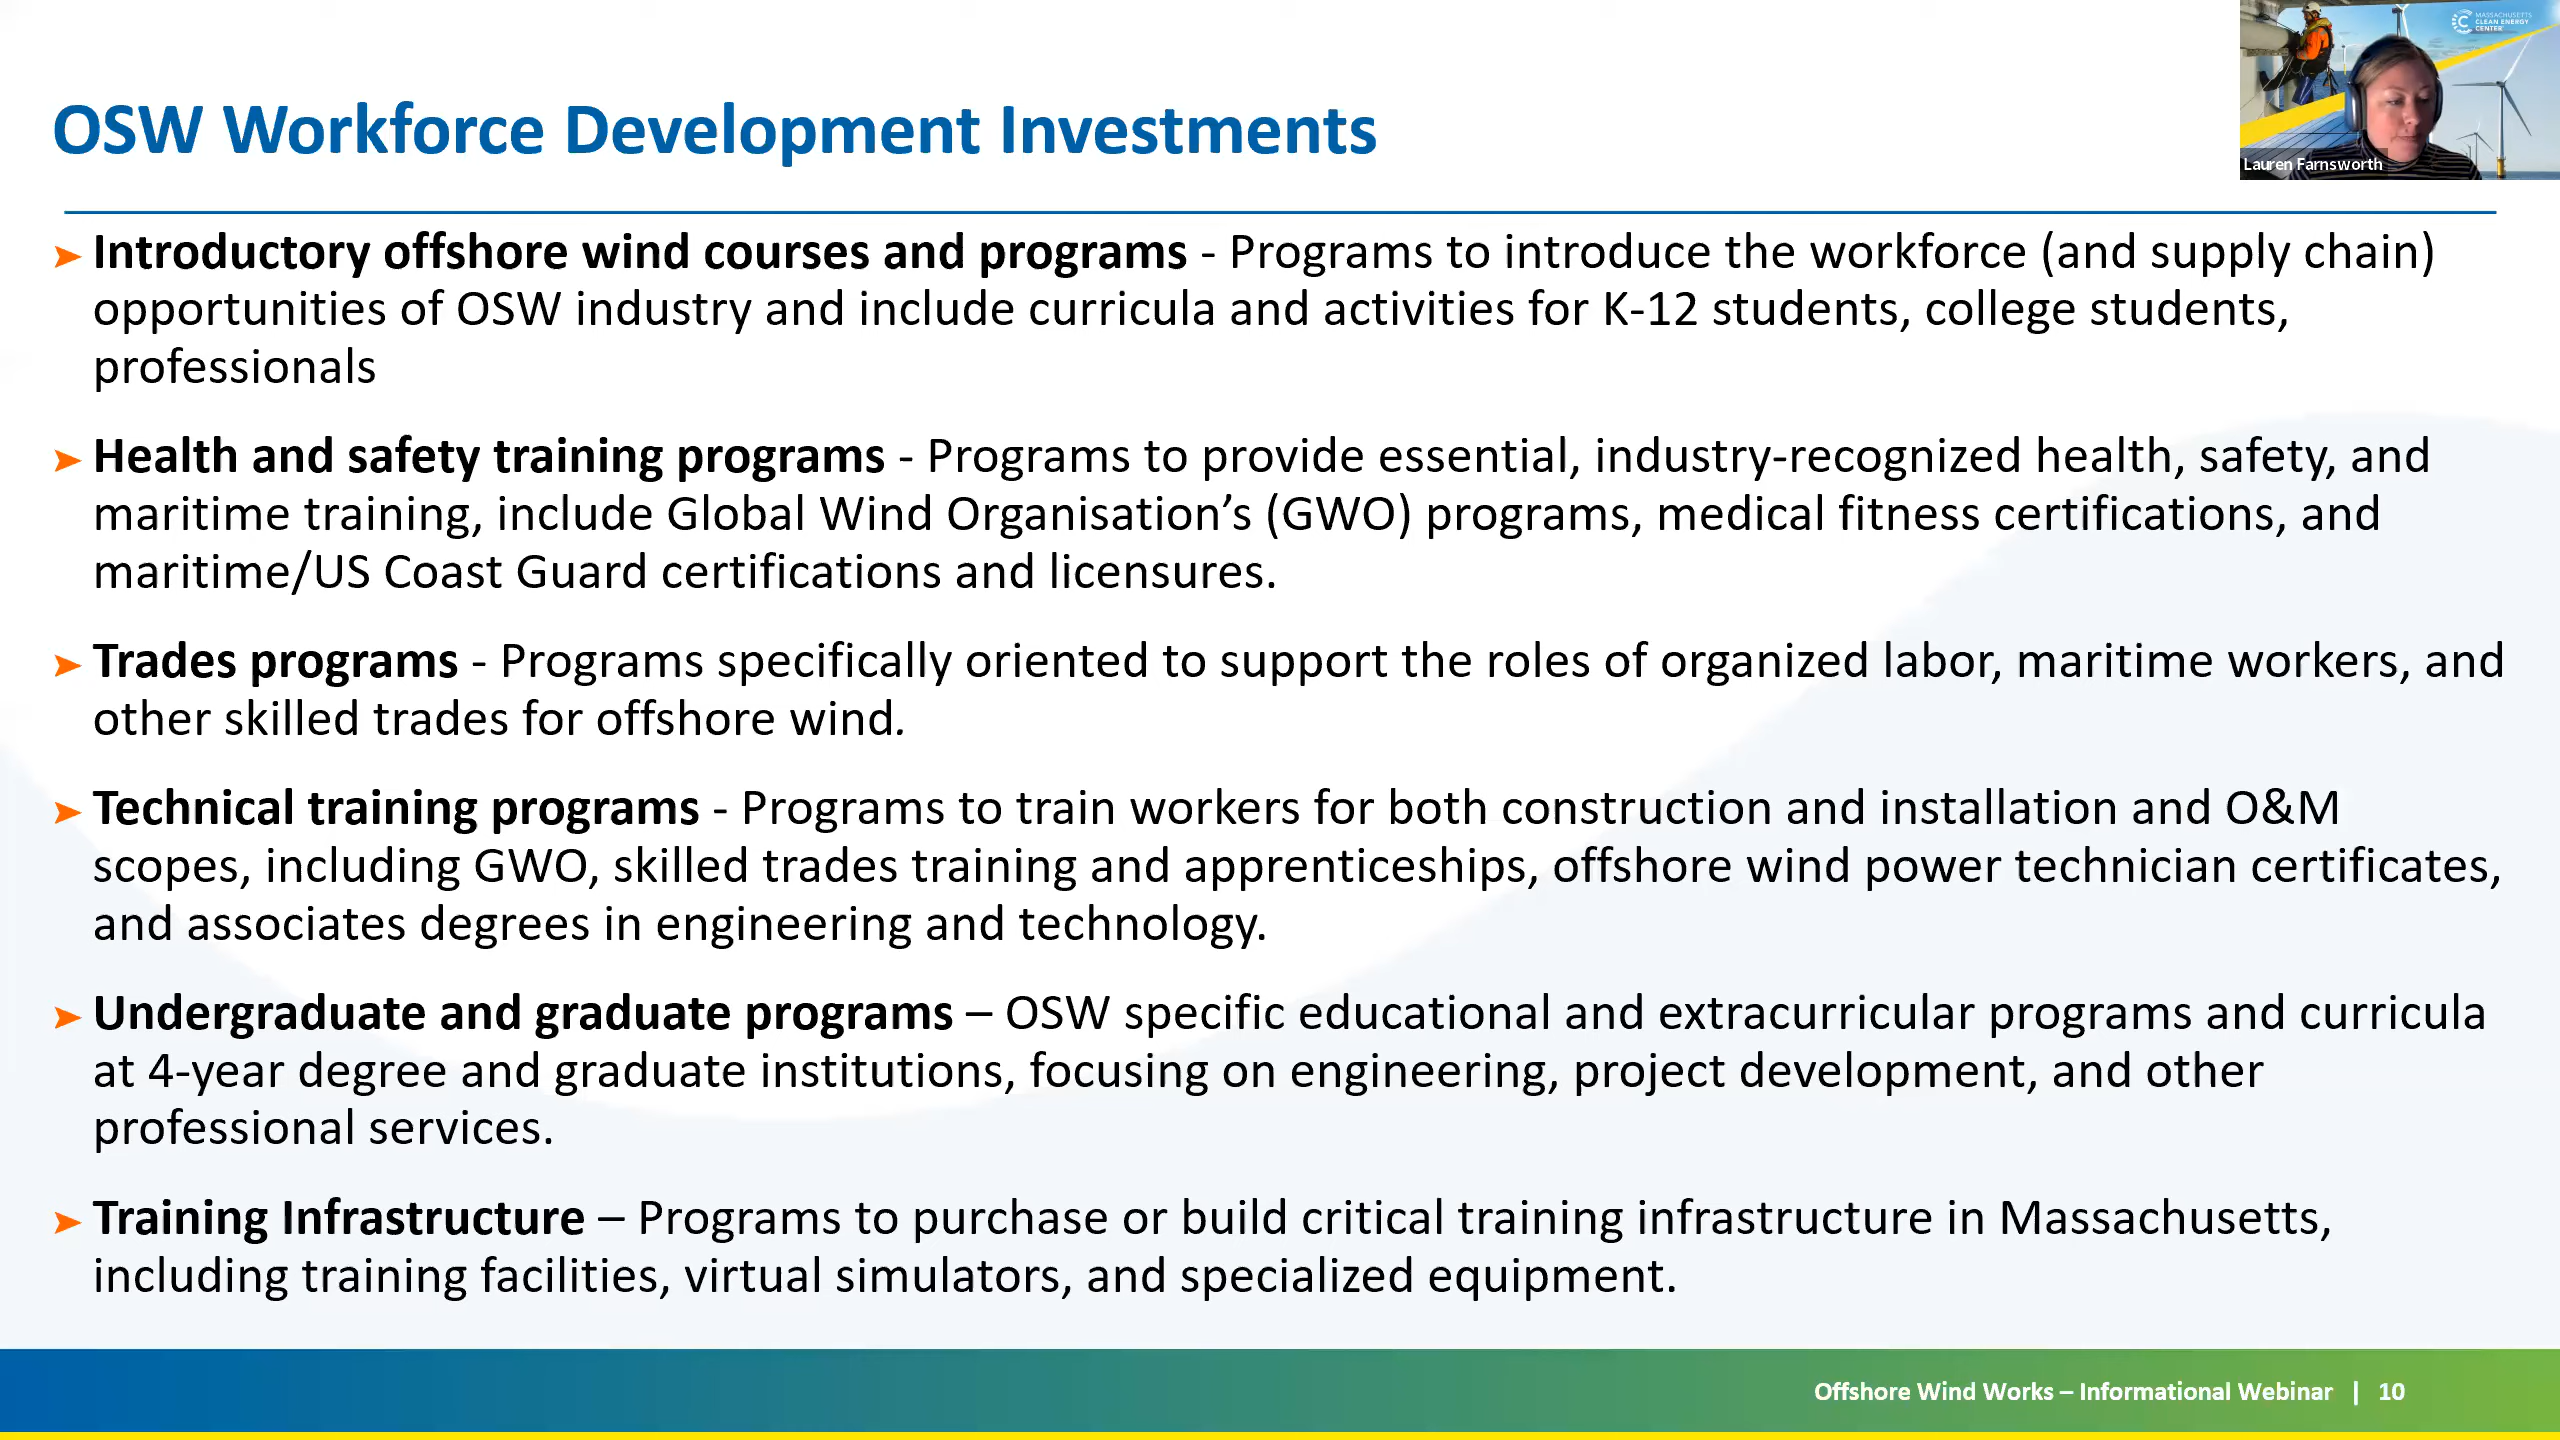 MASSACHUSETTS
CLEAN ENERGY
CENTER
Lauren Farnsworth
OSW Workforce Development Investments
➤ Introductory offshore wind courses and programs - Programs to introduce the workforce (and supply chain)
opportunities of OSW industry and include curricula and activities for K-12 students, college students,
professionals
➤ Health and safety training programs - Programs to provide essential, industry-recognized health, safety, and
maritime training, include Global Wind Organisation’s (GWO) programs, medical fitness certifications, and
maritime/US Coast Guard certifications and licensures.
➤ Trades programs - Programs specifically oriented to support the roles of organized labor, maritime workers, and
other skilled trades for offshore wind.
➤ Technical training programs - Programs to train workers for both construction and installation and O&M
scopes, including GWO, skilled trades training and apprenticeships, offshore wind power technician certificates,
and associates degrees in engineering and technology.
➤ Undergraduate and graduate programs – OSW specific educational and extracurricular programs and curricula
at 4-year degree and graduate institutions, focusing on engineering, project development, and other
professional services.
➤ Training Infrastructure – Programs to purchase or build critical training infrastructure in Massachusetts,
including training facilities, virtual simulators, and specialized equipment.
Offshore Wind Works – Informational Webinar | 10